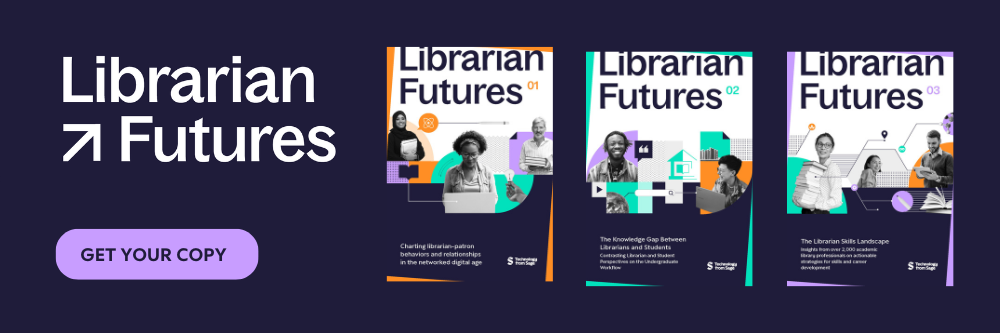 Librarian
Futures
GET YOUR COPY
Librarian
Futures 01
Charting librarian-patron
behaviors and relationships
in the networked digital age
Technology
from Sage
Librarian
Futures 02
The Knowledge Gap Between
Librarians and Students
Contrasting Librarian and Student
Perspectives on the Undergraduate
Workflow
Technology
from Sage
Librarian
Futures 03
The Librarian Skills Landscape
Insights from over 2,000 academic
library professionals on actionable
strategies for skills and career
development
Technology
from Sage